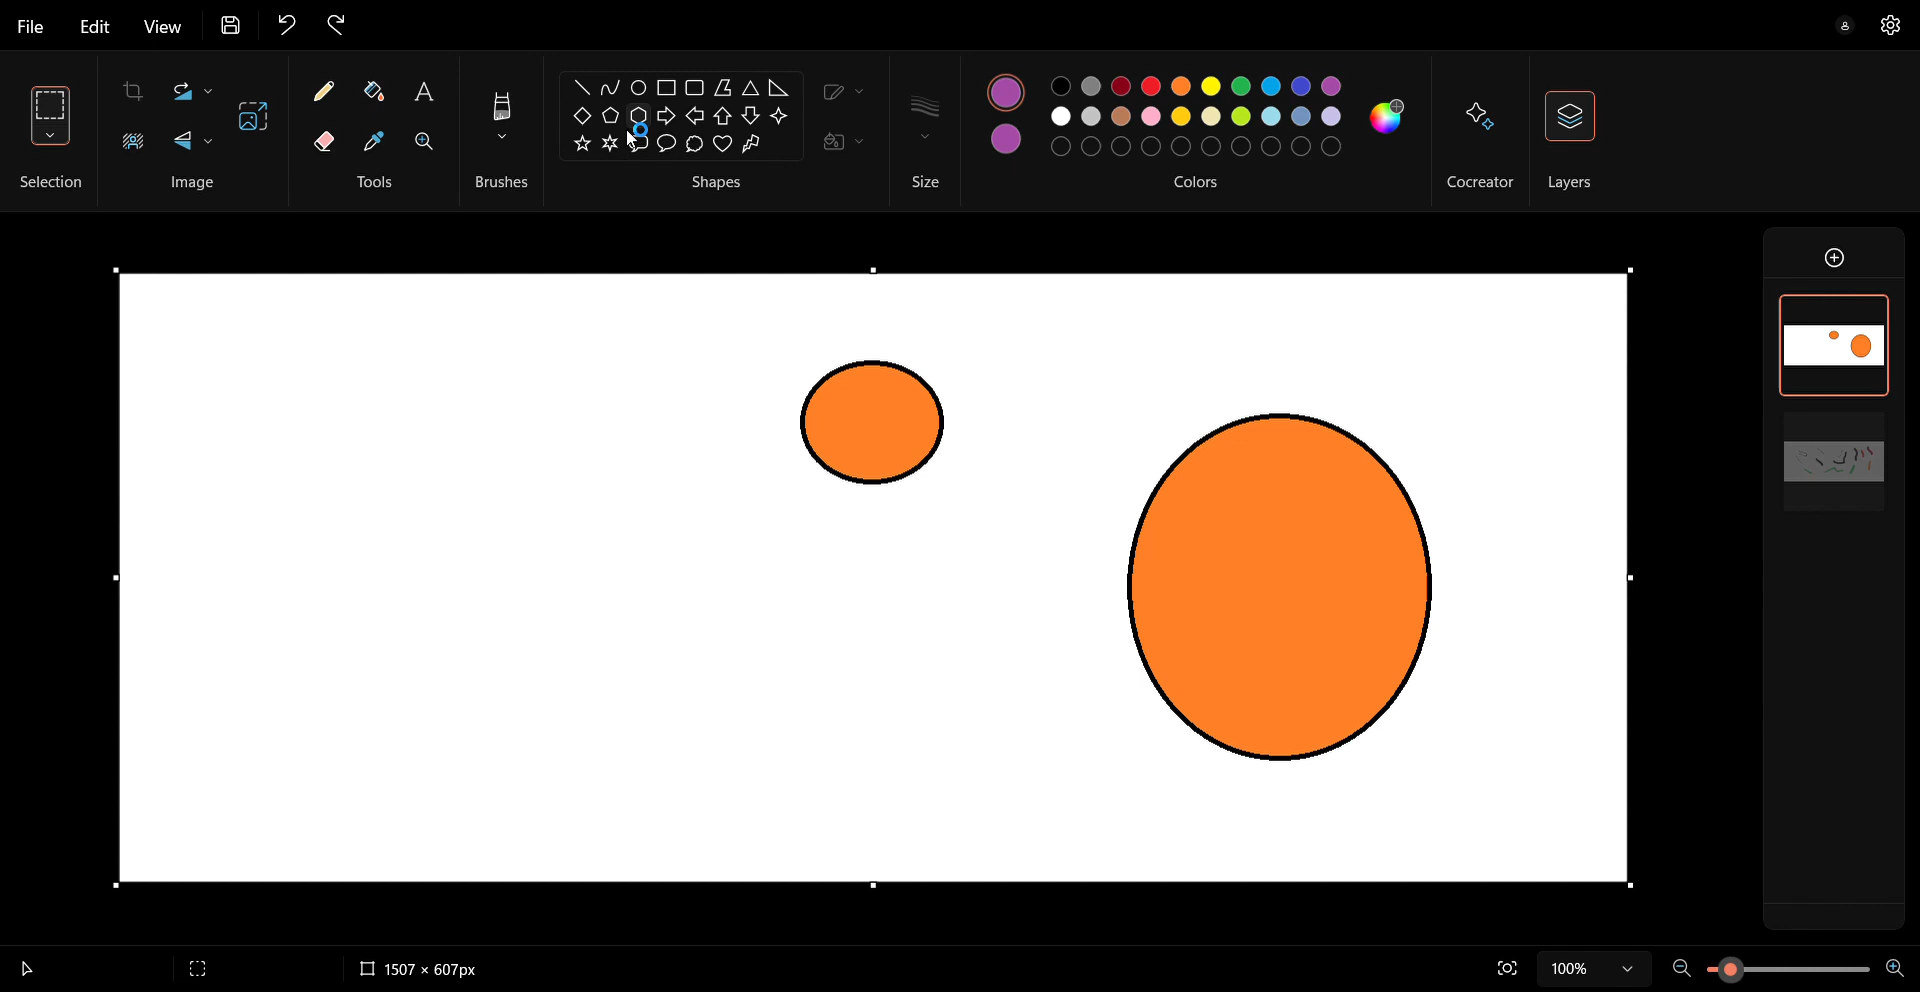 File Edit View
Selection Image Tools Brushes Shapes Size Colors Cocreator Layers
1507 × 607px 100%